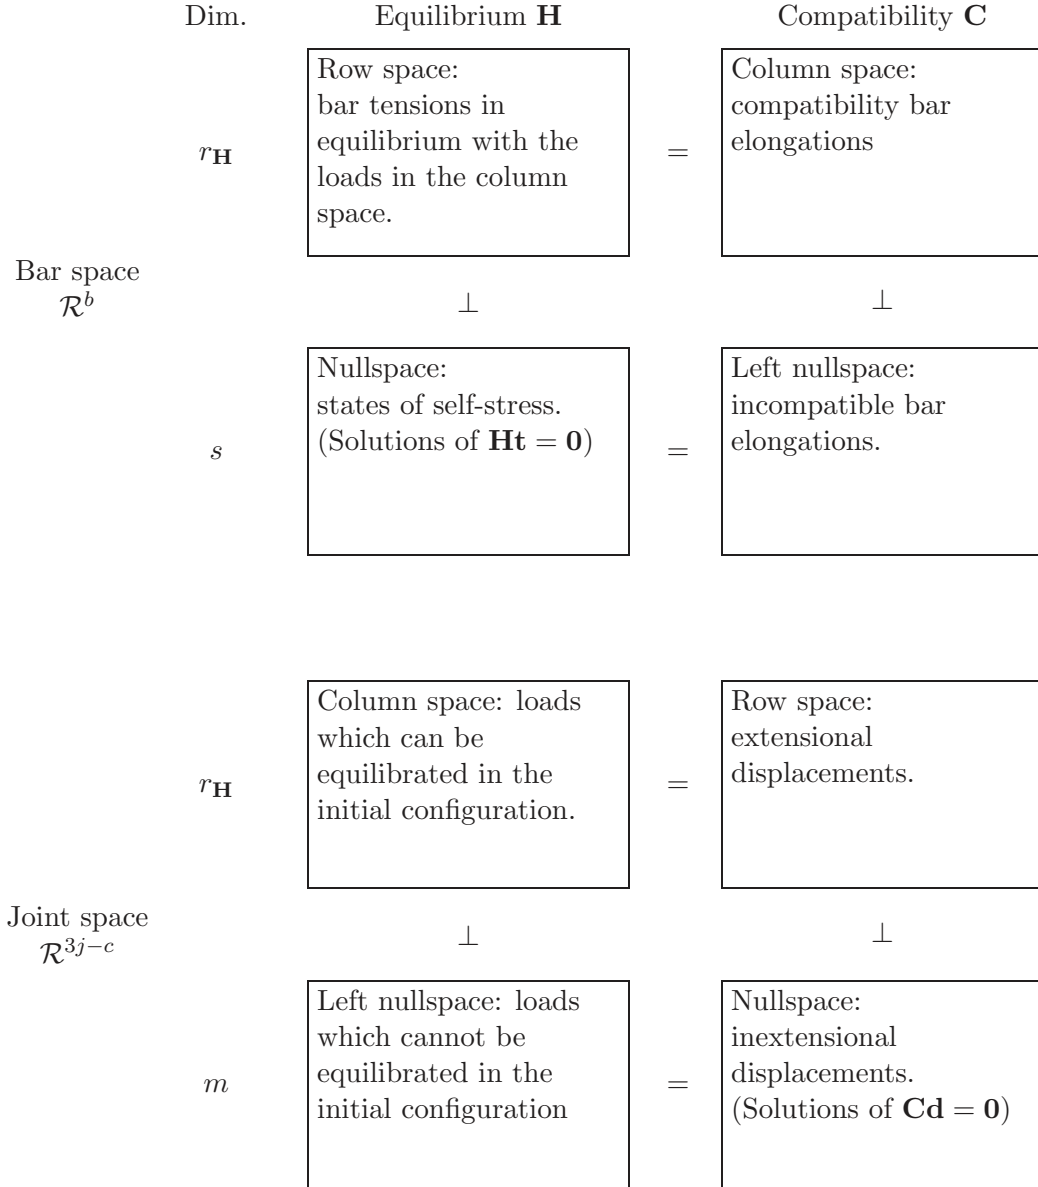 Dim. Equilibrium H Compatibility C
Row space:
bar tensions in
equilibrium with the
loads in the column
space.
Column space:
compatibility bar
elongations
r_H =
Bar space
ℛ^b
⊥ ⊥
Nullspace:
states of self-stress.
(Solutions of Ht = 0)
Left nullspace:
incompatible bar
elongations.
s =
Column space: loads
which can be
equilibrated in the
initial configuration.
Row space:
extensional
displacements.
r_H =
Joint space
ℛ^{3j−c}
⊥ ⊥
Left nullspace: loads
which cannot be
equilibrated in the
initial configuration
Nullspace:
inextensional
displacements.
(Solutions of Cd = 0)
m =